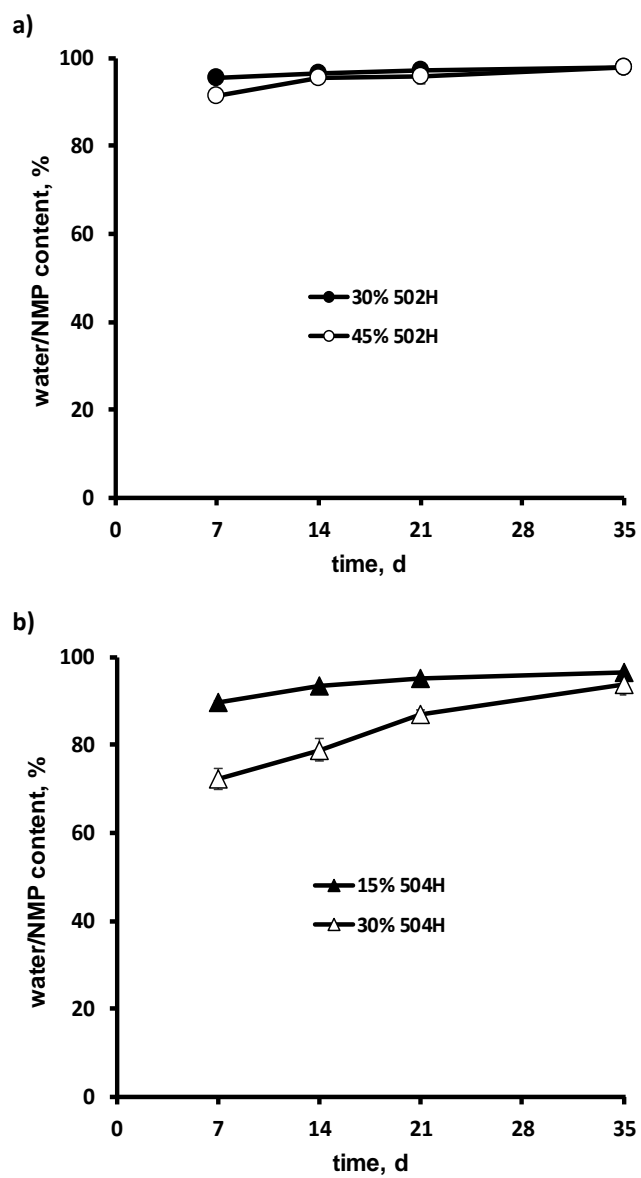 a)
100
80
60
40
20
0
water/NMP content, %
30% 502H
45% 502H
0 7 14 21 28 35
time, d
b)
100
80
60
40
20
0
water/NMP content, %
15% 504H
30% 504H
0 7 14 21 28 35
time, d